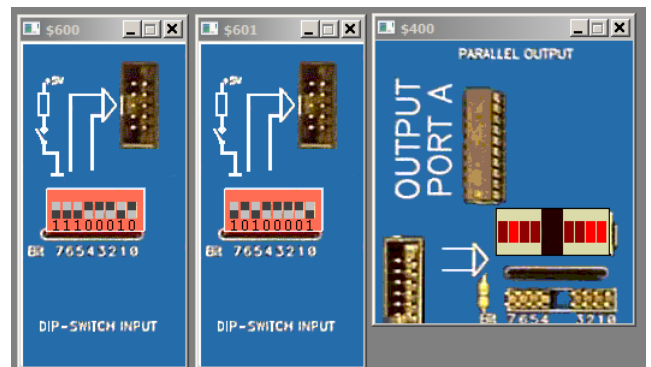 $600
+5V
11100010
Bit 76543210
DIP-SWITCH INPUT
$601
+5V
10100001
Bit 76543210
DIP-SWITCH INPUT
$400
PARALLEL OUTPUT
OUTPUT
PORT A
Bit 7654 3210